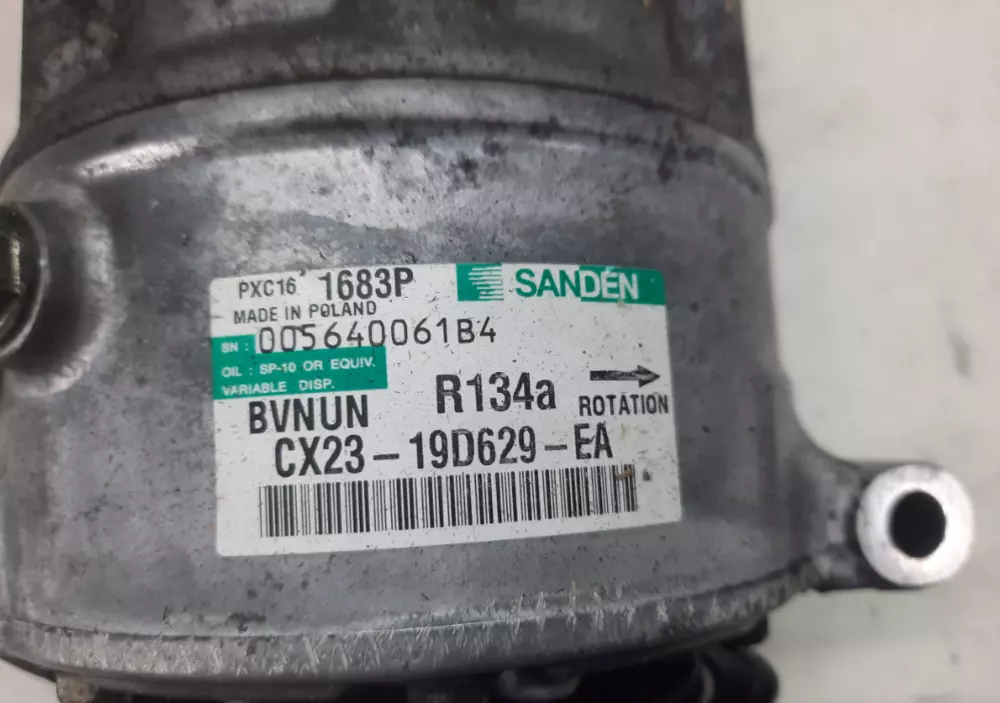 PXC16 1683P SANDEN
MADE IN POLAND
SN : 005640061B4
OIL : SP-10 OR EQUIV.
VARIABLE DISP.
BVNUN R134a ROTATION
CX23-19D629-EA